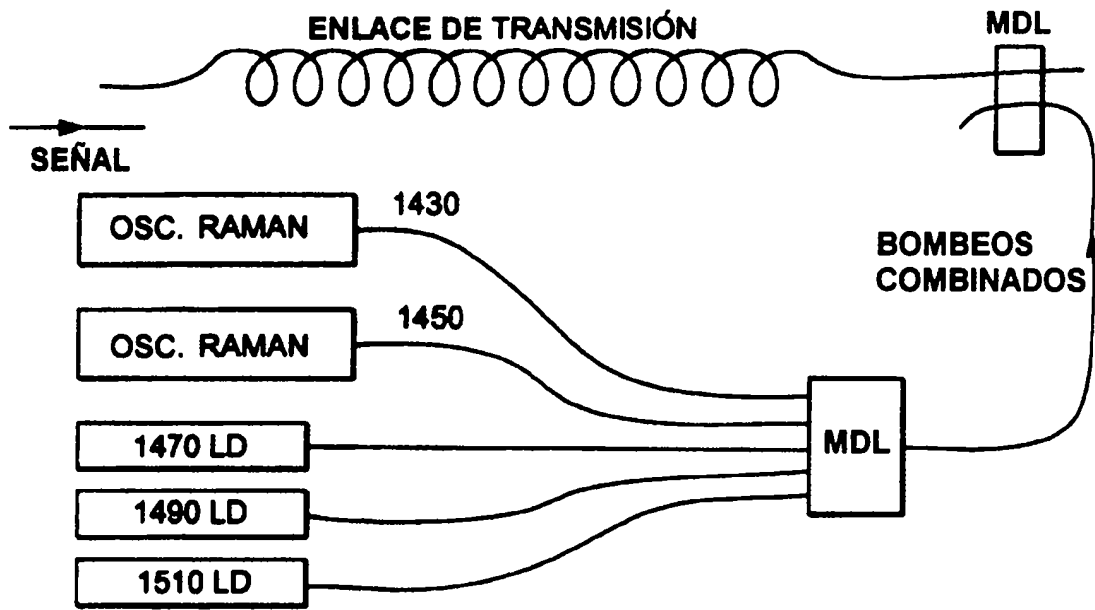 ENLACE DE TRANSMISIÓN
MDL
SEÑAL
OSC. RAMAN
1430
BOMBEOS
COMBINADOS
OSC. RAMAN
1450
1470 LD
MDL
1490 LD
1510 LD